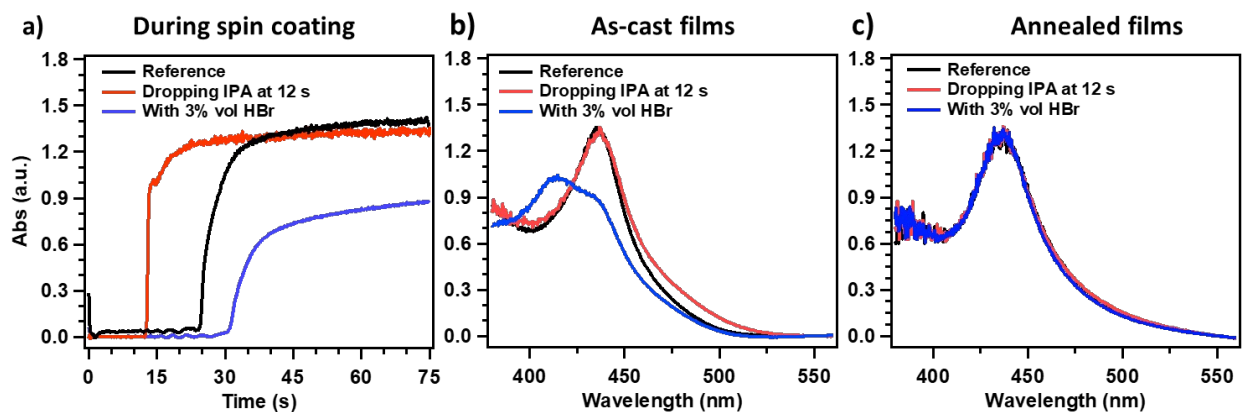 a) During spin coating
Reference
Dropping IPA at 12 s
With 3% vol HBr
Abs (a.u.)
1.8
1.5
1.2
0.9
0.6
0.3
0.0
0 15 30 45 60 75
Time (s)
b) As-cast films
Reference
Dropping IPA at 12 s
With 3% vol HBr
1.8
1.5
1.2
0.9
0.6
0.3
0.0
400 450 500 550
Wavelength (nm)
c) Annealed films
Reference
Dropping IPA at 12 s
With 3% vol HBr
1.8
1.5
1.2
0.9
0.6
0.3
0.0
400 450 500 550
Wavelength (nm)